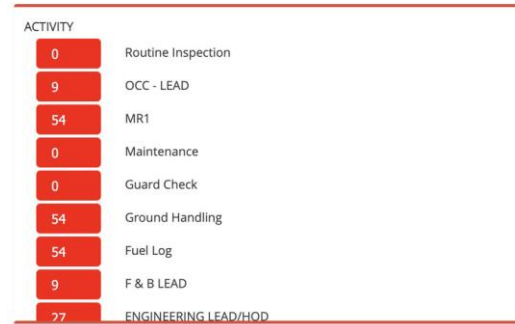 ACTIVITY
0 Routine Inspection
9 OCC - LEAD
54 MR1
0 Maintenance
0 Guard Check
54 Ground Handling
54 Fuel Log
9 F & B LEAD
27 ENGINEERING LEAD/HOD